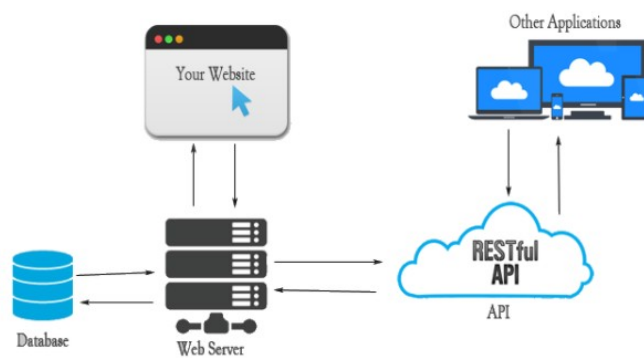 Other Applications
Your Website
RESTful
API
API
Database
Web Server